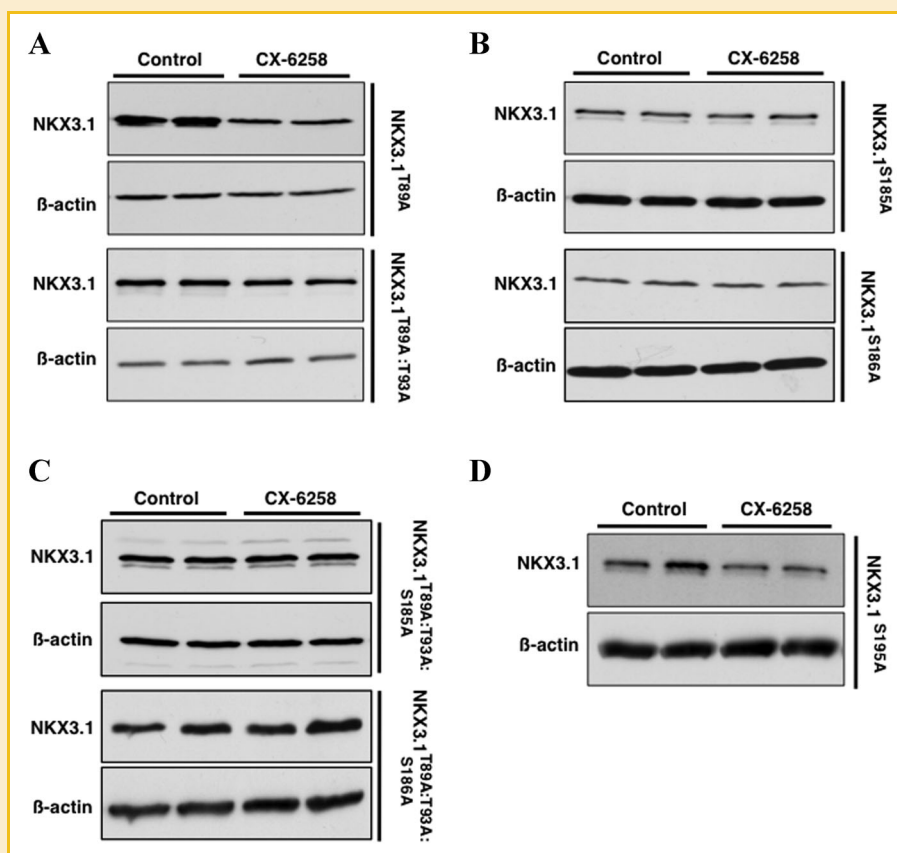 A
Control CX-6258
NKX3.1
ß-actin
NKX3.1T89A
NKX3.1
ß-actin
NKX3.1T89A:T93A
B
Control CX-6258
NKX3.1
ß-actin
NKX3.1S185A
NKX3.1
ß-actin
NKX3.1S186A
C
Control CX-6258
NKX3.1
ß-actin
NKX3.1T89A:T93A:
S185A
NKX3.1
ß-actin
NKX3.1T89A:T93A:
S186A
D
Control CX-6258
NKX3.1
ß-actin
NKX3.1 S195A